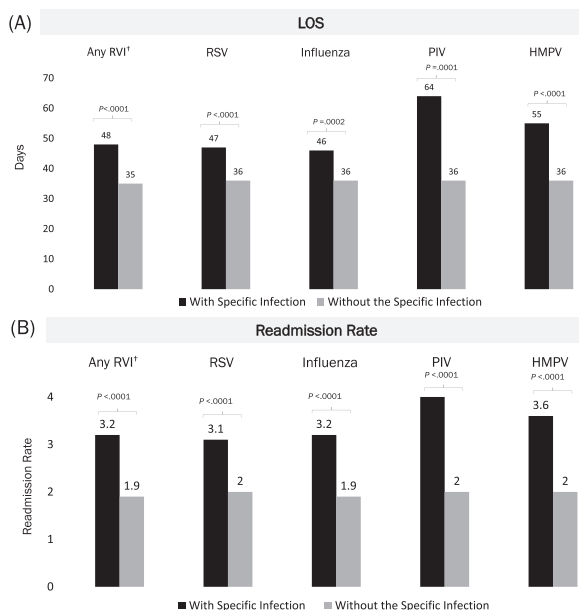 (A)
LOS
Any RVI† RSV Influenza PIV HMPV
Days
70
60
50
40
30
20
10
0
P<.0001 P <.0001 P =.0002 P =.0001 P <.0001
48 35 47 36 46 36 64 36 55 36
With Specific Infection Without the Specific Infection
(B)
Readmission Rate
Any RVI† RSV Influenza PIV HMPV
Readmission Rate
4
3
2
1
0
P <.0001 P <.0001 P <.0001 P <.0001 P <.0001
3.2 1.9 3.1 2 3.2 1.9 2 3.6 2
With Specific Infection Without the Specific Infection